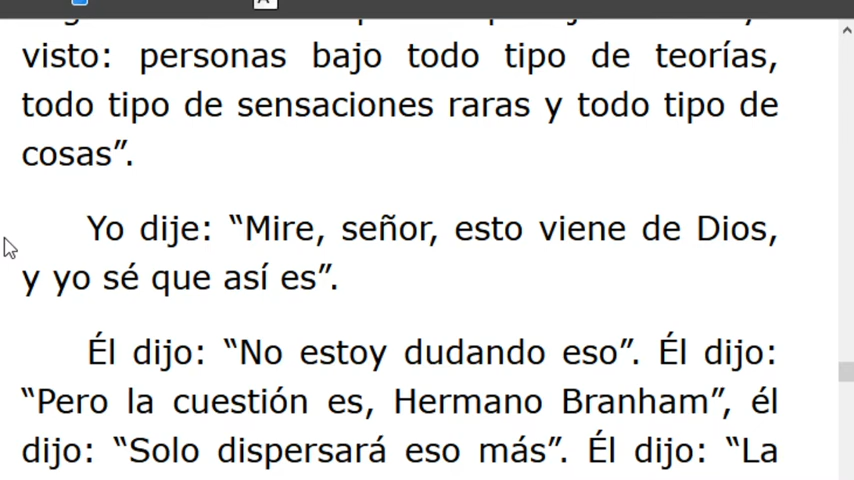 visto: personas bajo todo tipo de teorías,
todo tipo de sensaciones raras y todo tipo de
cosas”.
Yo dije: “Mire, señor, esto viene de Dios,
y yo sé que así es”.
Él dijo: “No estoy dudando eso”. Él dijo:
“Pero la cuestión es, Hermano Branham”, él
dijo: “Solo dispersará eso más”. Él dijo: “La